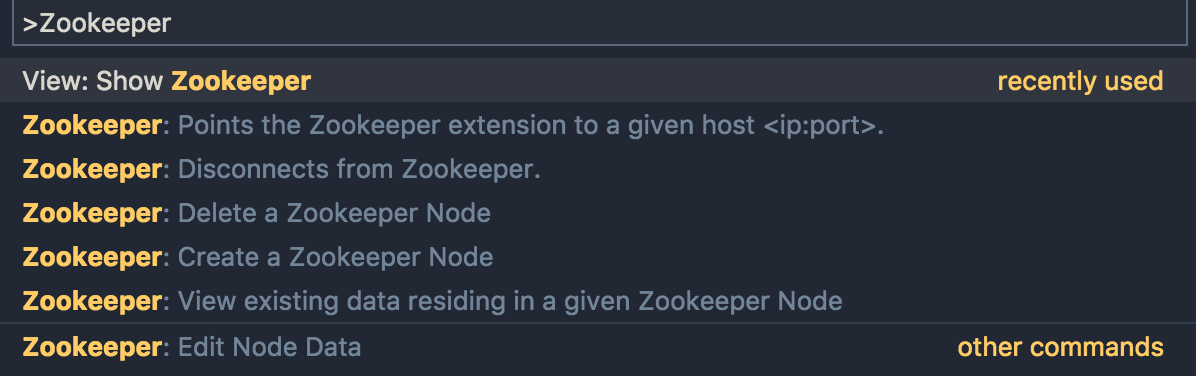 >Zookeeper
View: Show Zookeeper recently used
Zookeeper: Points the Zookeeper extension to a given host <ip:port>.
Zookeeper: Disconnects from Zookeeper.
Zookeeper: Delete a Zookeeper Node
Zookeeper: Create a Zookeeper Node
Zookeeper: View existing data residing in a given Zookeeper Node
Zookeeper: Edit Node Data other commands